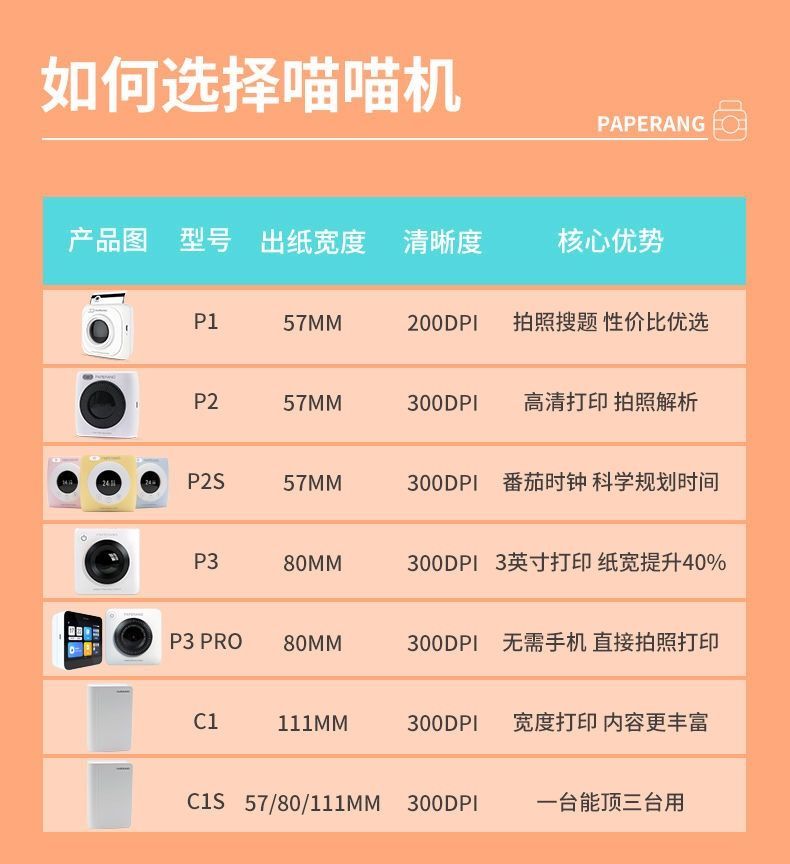 如何选择喵喵机
PAPERANG
产品图 型号 出纸宽度 清晰度 核心优势
P1 57MM 200DPI 拍照搜题 性价比优选
P2 57MM 300DPI 高清打印 拍照解析
P2S 57MM 300DPI 番茄时钟 科学规划时间
P3 80MM 300DPI 3英寸打印 纸宽提升40%
P3 PRO 80MM 300DPI 无需手机 直接拍照打印
C1 111MM 300DPI 宽度打印 内容更丰富
C1S 57/80/111MM 300DPI 一台能顶三台用